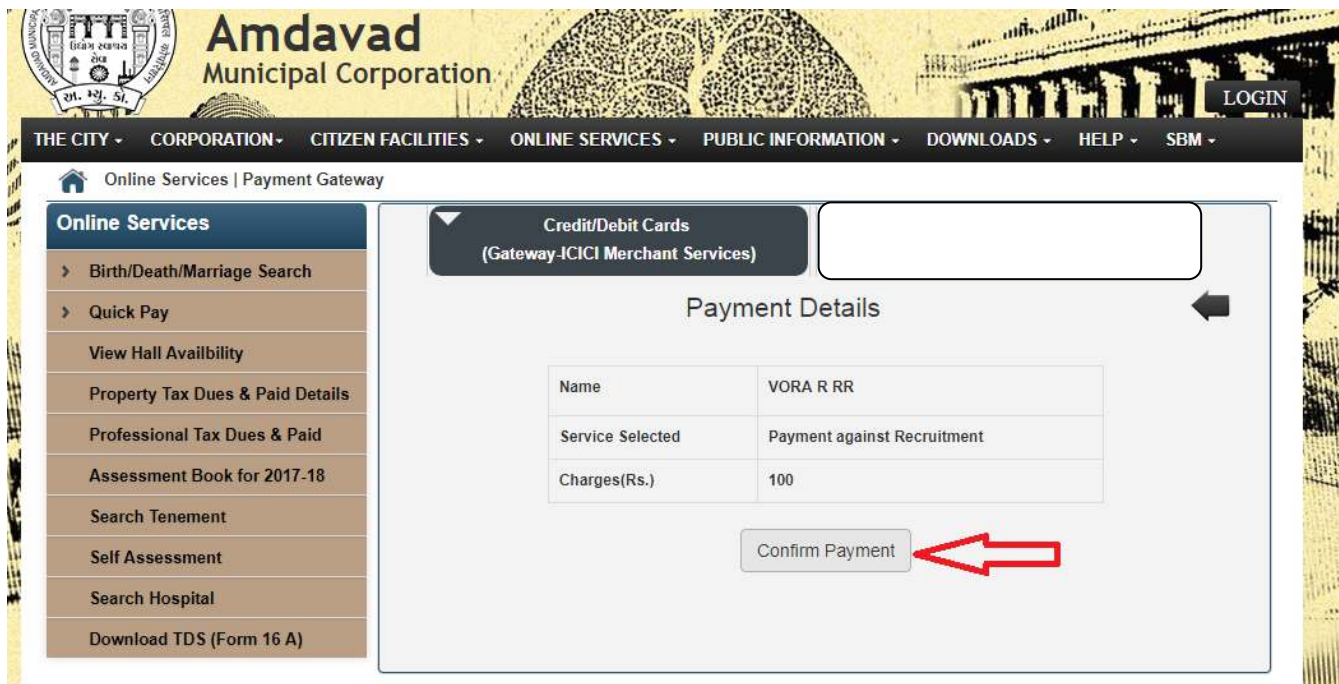 Amdavad
Municipal Corporation
અ. મ્યુ. કો.
LOGIN
THE CITY CORPORATION CITIZEN FACILITIES ONLINE SERVICES PUBLIC INFORMATION DOWNLOADS HELP SBM
Online Services | Payment Gateway
Online Services
Birth/Death/Marriage Search
Quick Pay
View Hall Availbility
Property Tax Dues & Paid Details
Professional Tax Dues & Paid
Assessment Book for 2017-18
Search Tenement
Self Assessment
Search Hospital
Download TDS (Form 16 A)
Credit/Debit Cards
(Gateway-ICICI Merchant Services)
Payment Details
Name VORA R RR
Service Selected Payment against Recruitment
Charges(Rs.) 100
Confirm Payment